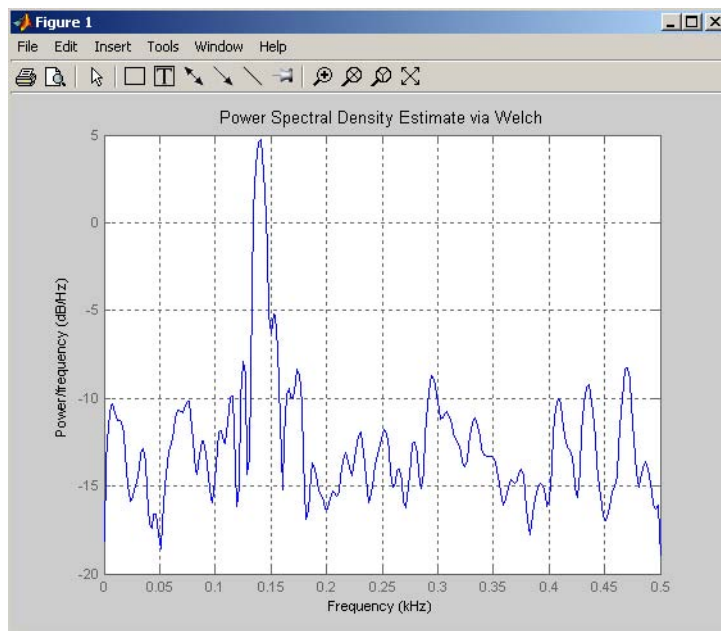 Figure 1
File Edit Insert Tools Window Help
T
Power Spectral Density Estimate via Welch
5
0
-5
-10
-15
-20
Power/frequency (dB/Hz)
0 0.05 0.1 0.15 0.2 0.25 0.3 0.35 0.4 0.45 0.5
Frequency (kHz)